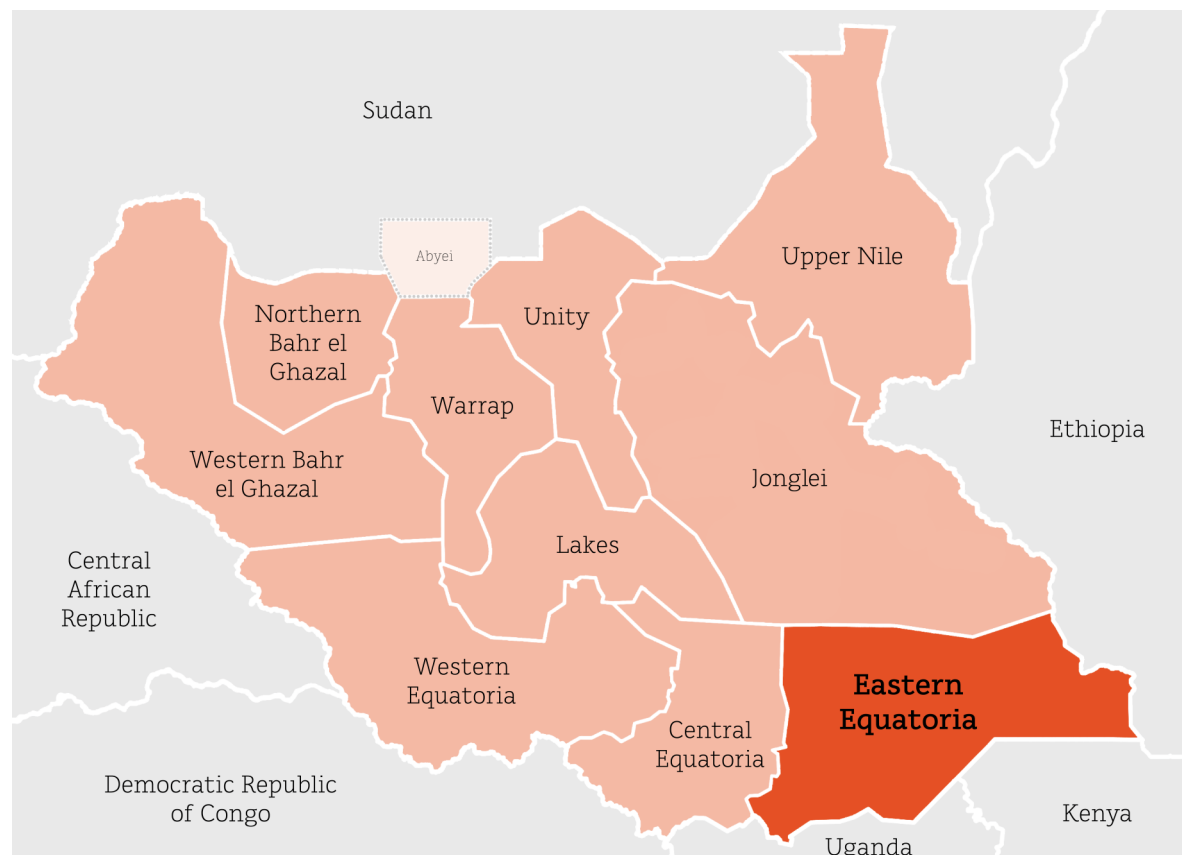 Sudan
Upper Nile
Abyei
Northern
Bahr el
Ghazal
Unity
Warrap
Ethiopia
Western Bahr
el Ghazal
Jonglei
Lakes
Central
African
Republic
Western
Equatoria
Eastern
Equatoria
Central
Equatoria
Democratic Republic
of Congo
Kenya
Uganda